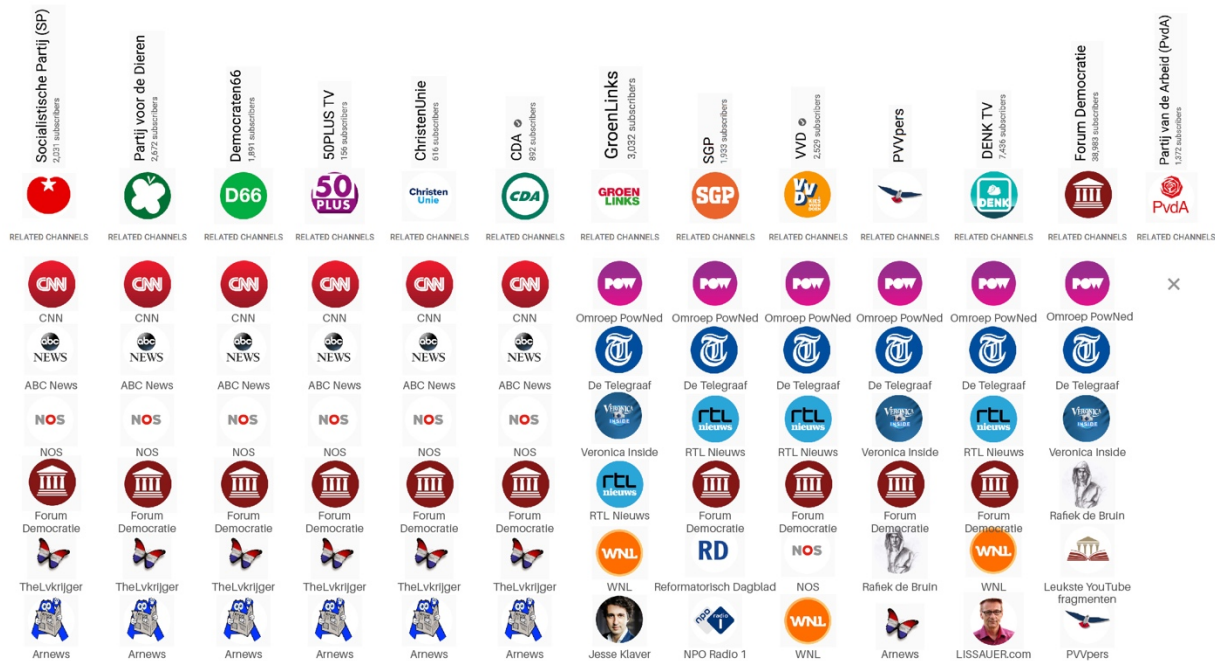 Socialistische Partij (SP)
2,031 subscribers
Partij voor de Dieren
2,672 subscribers
Democraten66
1,891 subscribers
50PLUS TV
156 subscribers
ChristenUnie
616 subscribers
CDA
892 subscribers
GroenLinks
3,032 subscribers
SGP
1,933 subscribers
VVD
2,529 subscribers
PVVpers
DENK TV
7,436 subscribers
Forum Democratie
38,983 subscribers
Partij van de Arbeid (PvdA)
1,372 subscribers
D66
50
PLUS
Christen
Unie
CDA
GROEN
LINKS
SGP
VVD
DENK
PvdA
RELATED CHANNELS RELATED CHANNELS RELATED CHANNELS RELATED CHANNELS RELATED CHANNELS RELATED CHANNELS RELATED CHANNELS RELATED CHANNELS RELATED CHANNELS RELATED CHANNELS RELATED CHANNELS RELATED CHANNELS RELATED CHANNELS
CNN CNN CNN CNN CNN CNN POW POW POW POW POW POW
CNN CNN CNN CNN CNN CNN Omroep PowNed Omroep PowNed Omroep PowNed Omroep PowNed Omroep PowNed Omroep PowNed
abc abc abc abc abc abc T T T T T T
NEWS NEWS NEWS NEWS NEWS NEWS
ABC News ABC News ABC News ABC News ABC News ABC News De Telegraaf De Telegraaf De Telegraaf De Telegraaf De Telegraaf De Telegraaf
NOS NOS NOS NOS NOS NOS VERONICA INSIDE rtl nieuws rtl nieuws VERONICA INSIDE rtl nieuws VERONICA INSIDE
NOS NOS NOS NOS NOS NOS Veronica Inside RTL Nieuws RTL Nieuws Veronica Inside RTL Nieuws Veronica Inside
rtl
nieuws
Forum Forum Forum Forum Forum Forum RTL Nieuws Forum Forum Forum Forum Rafiek de Bruin
Democratie Democratie Democratie Democratie Democratie Democratie Democratie Democratie Democratie Democratie
WNL RD NOS WNL
TheLvkrijger TheLvkrijger TheLvkrijger TheLvkrijger TheLvkrijger TheLvkrijger WNL Reformatorisch Dagblad NOS Rafiek de Bruin WNL Leukste YouTube
fragmenten
npo radio 1 WNL
Arnews Arnews Arnews Arnews Arnews Arnews Jesse Klaver NPO Radio 1 WNL Arnews LISSAUER.com PVVpers